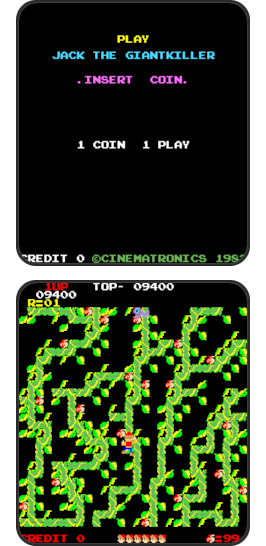 PLAY
JACK THE GIANTKILLER
.INSERT COIN.
1 COIN 1 PLAY
CREDIT 0 ©CINEMATRONICS 198
1UP TOP- 09400
09400
R=01
CREDIT 0 =99